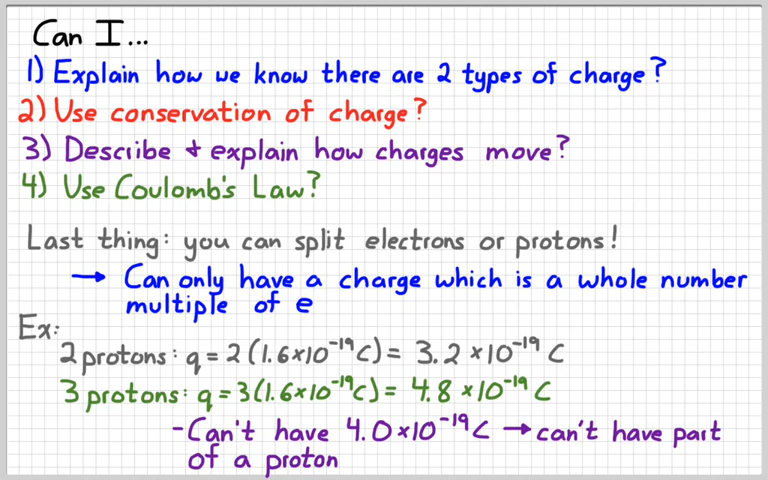 Can I...
1) Explain how we know there are 2 types of charge?
2) Use conservation of charge?
3) Describe + explain how charges move?
4) Use Coulomb's Law?
Last thing: you can split electrons or protons!
→ Can only have a charge which is a whole number
multiple of e
Ex:
2 protons: q = 2(1.6×10⁻¹⁹C) = 3.2 ×10⁻¹⁹ C
3 protons: q = 3(1.6×10⁻¹⁹C) = 4.8 ×10⁻¹⁹ C
- Can't have 4.0×10⁻¹⁹C → can't have part
of a proton